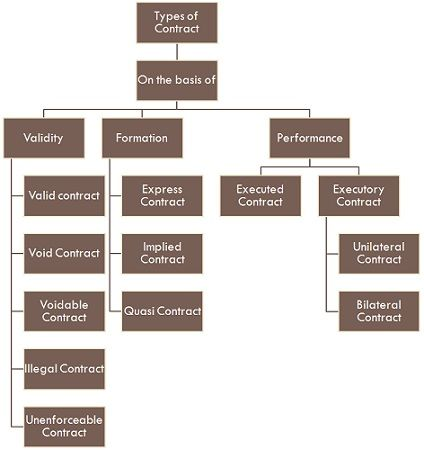 Types of
Contract
On the basis of
Validity
Formation
Performance
Valid contract
Express
Contract
Executed
Contract
Executory
Contract
Void Contract
Implied
Contract
Unilateral
Contract
Voidable
Contract
Quasi Contract
Bilateral
Contract
Illegal Contract
Unenforceable
Contract